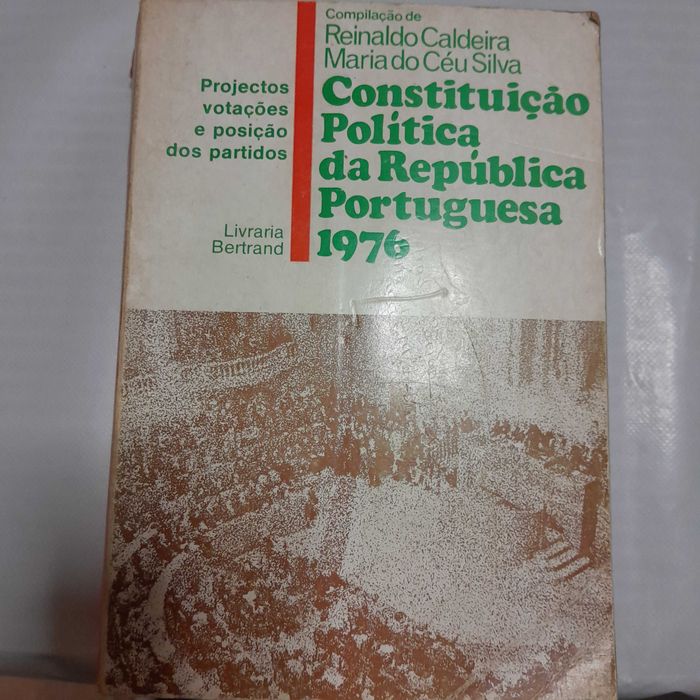 Compilação de
Reinaldo Caldeira
Maria do Céu Silva
Projectos
votações
e posição
dos partidos
Constituição
Política
da República
Portuguesa
1976
Livraria
Bertrand